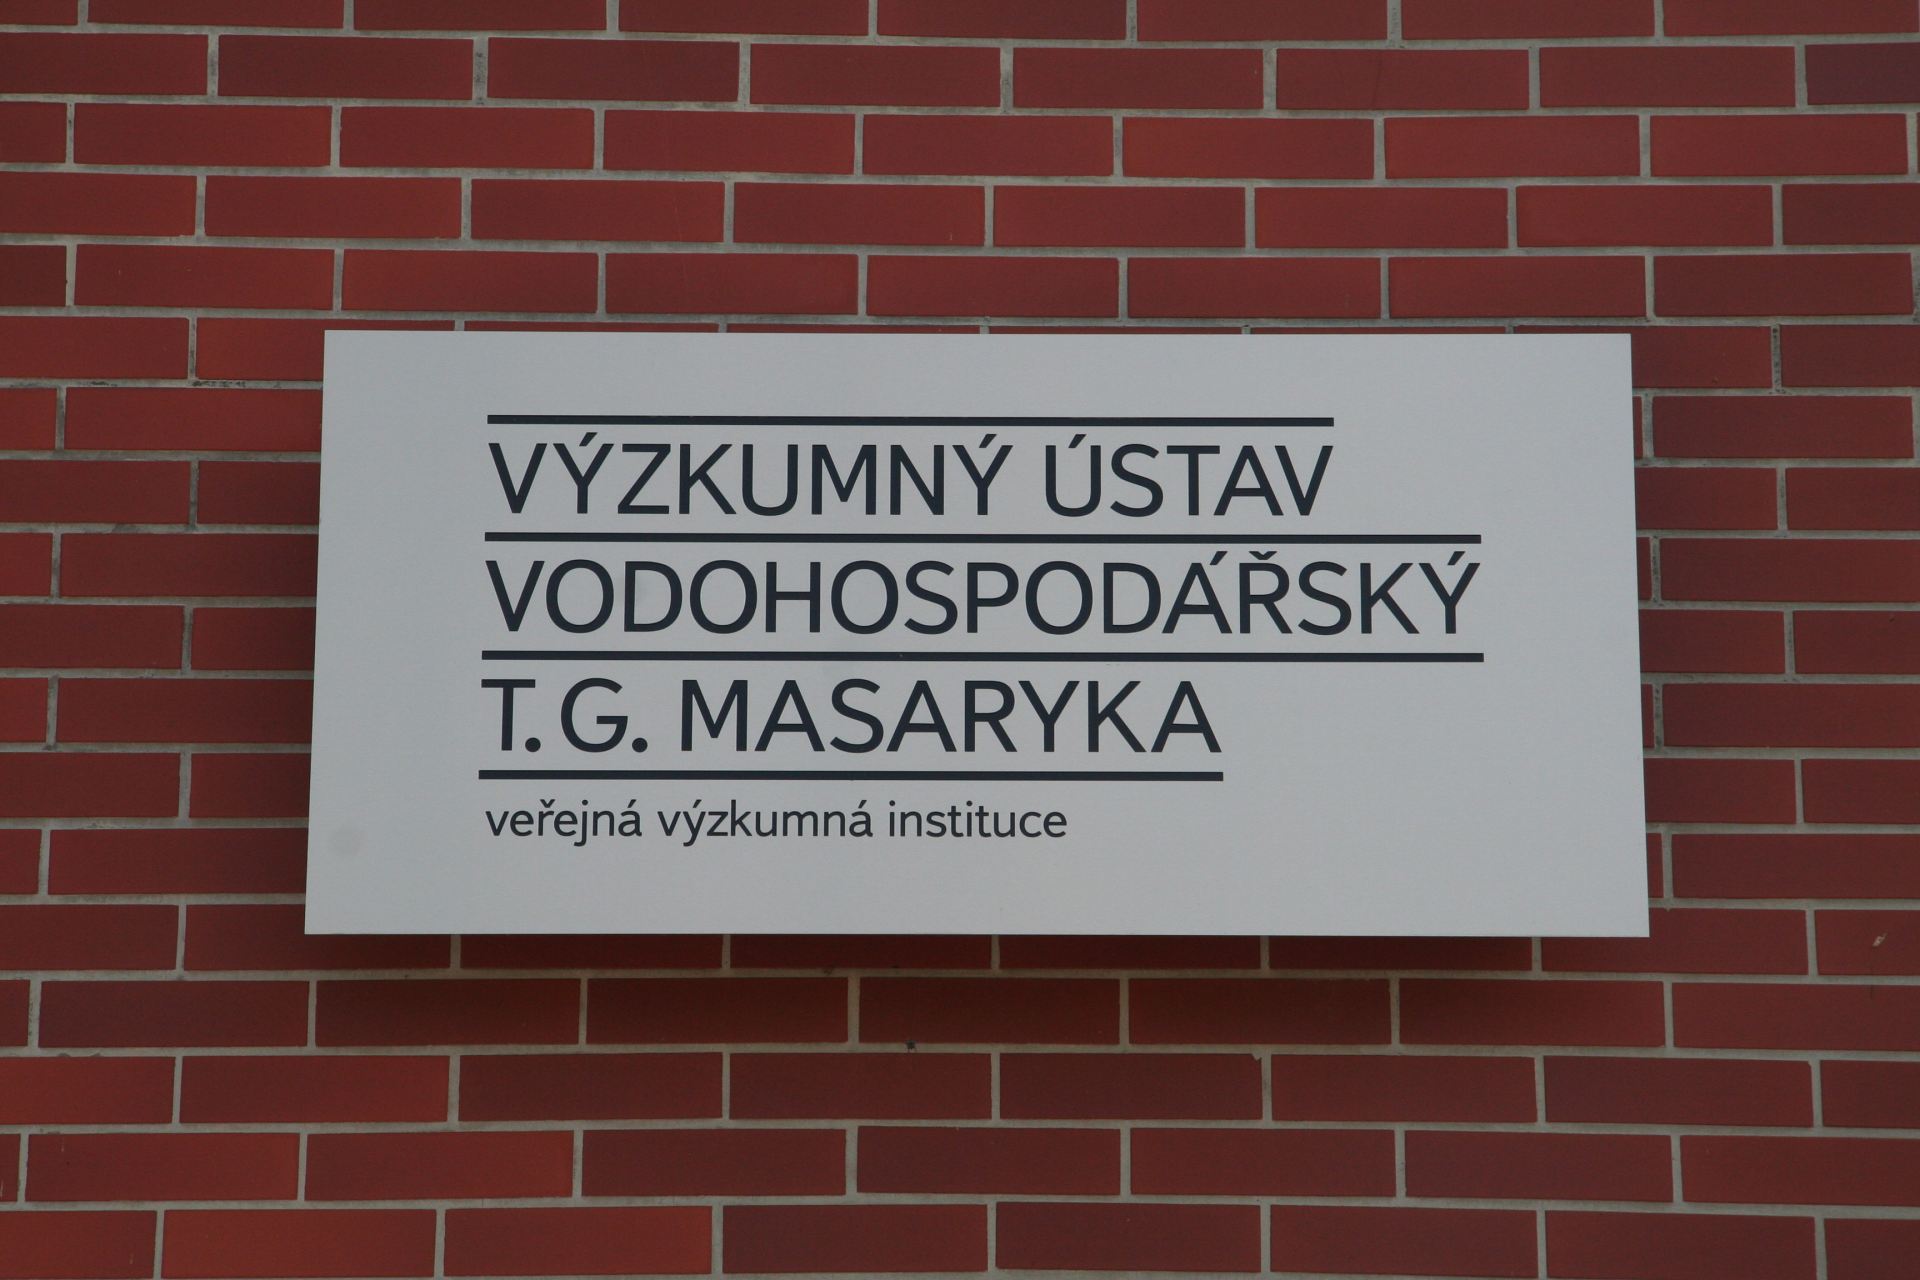 VÝZKUMNÝ ÚSTAV
VODOHOSPODÁŘSKÝ
T. G. MASARYKA
veřejná výzkumná instituce